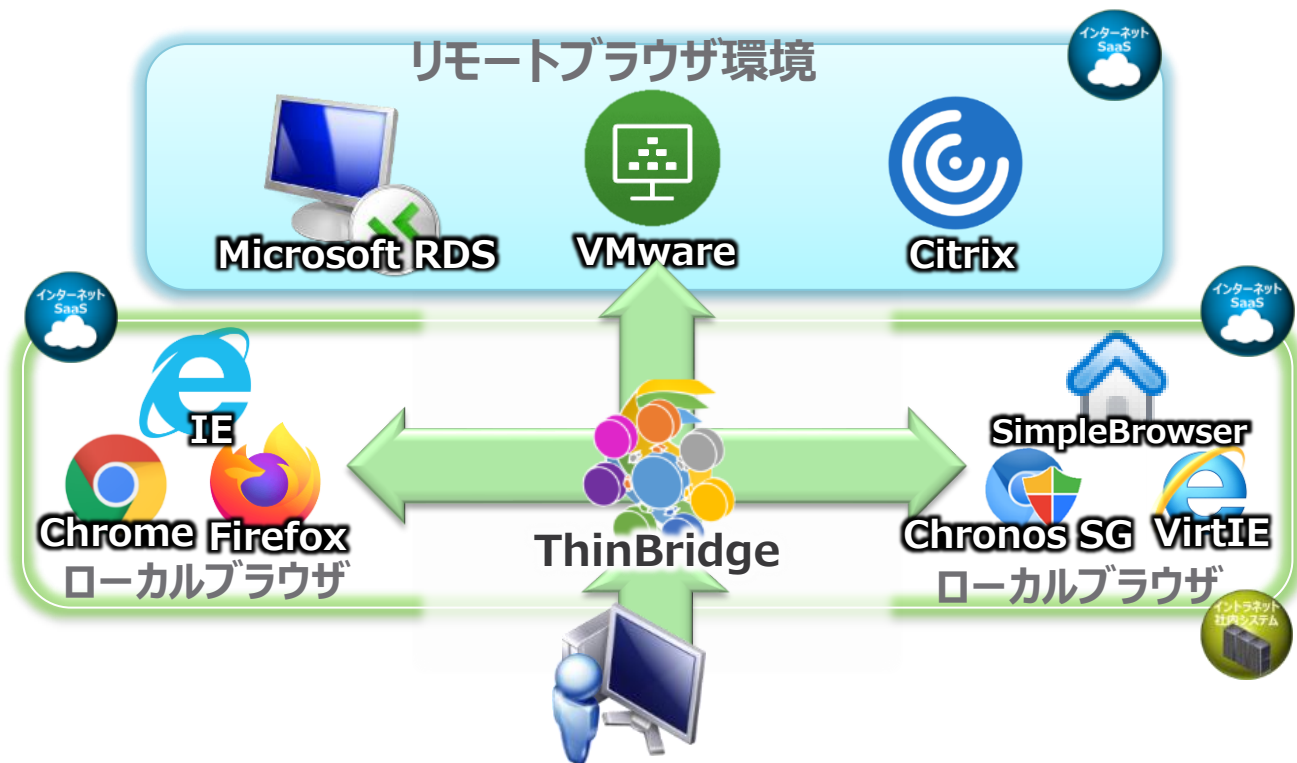 リモートブラウザ環境
インターネット
SaaS
Microsoft RDS
VMware
Citrix
インターネット
SaaS
インターネット
SaaS
IE
Chrome
Firefox
ローカルブラウザ
ThinBridge
SimpleBrowser
Chronos SG
VirtIE
ローカルブラウザ
イントラネット
社内システム